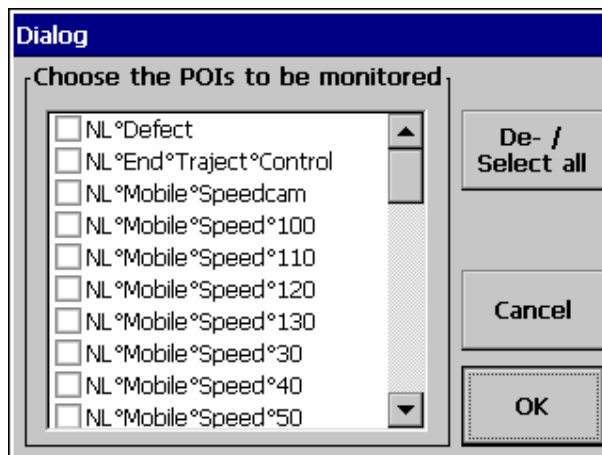 Dialog
Choose the POIs to be monitored
NL°Defect
NL°End°Traject°Control
NL°Mobile°Speedcam
NL°Mobile°Speed°100
NL°Mobile°Speed°110
NL°Mobile°Speed°120
NL°Mobile°Speed°130
NL°Mobile°Speed°30
NL°Mobile°Speed°40
NL°Mobile°Speed°50
De- /
Select all
Cancel
OK